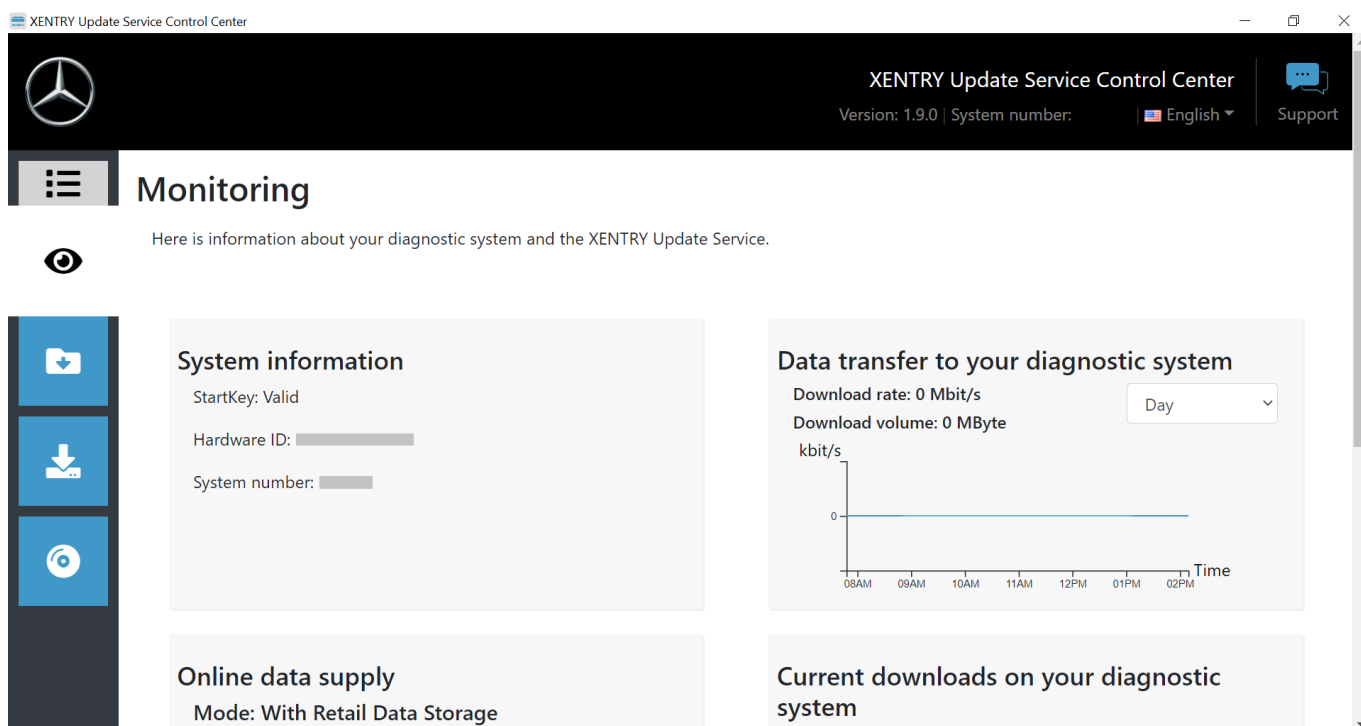 XENTRY Update Service Control Center
XENTRY Update Service Control Center
Version: 1.9.0 | System number:
English
Support
Monitoring
Here is information about your diagnostic system and the XENTRY Update Service.
System information
StartKey: Valid
Hardware ID:
System number:
Data transfer to your diagnostic system
Download rate: 0 Mbit/s
Download volume: 0 MByte
Day
kbit/s
0
Time
08AM 09AM 10AM 11AM 12PM 01PM 02PM
Online data supply
Mode: With Retail Data Storage
Current downloads on your diagnostic
system